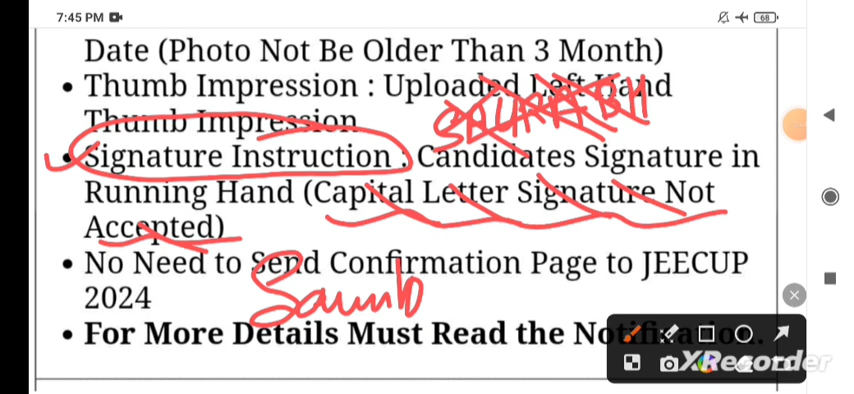 7:45 PM
68
Date (Photo Not Be Older Than 3 Month)
• Thumb Impression : Uploaded Left Hand
Thumb Impression
SAURABH
• Signature Instruction : Candidates Signature in
Running Hand (Capital Letter Signature Not
Accepted)
• No Need to Send Confirmation Page to JEECUP
2024
• For More Details Must Read the Notification.
XRecorder